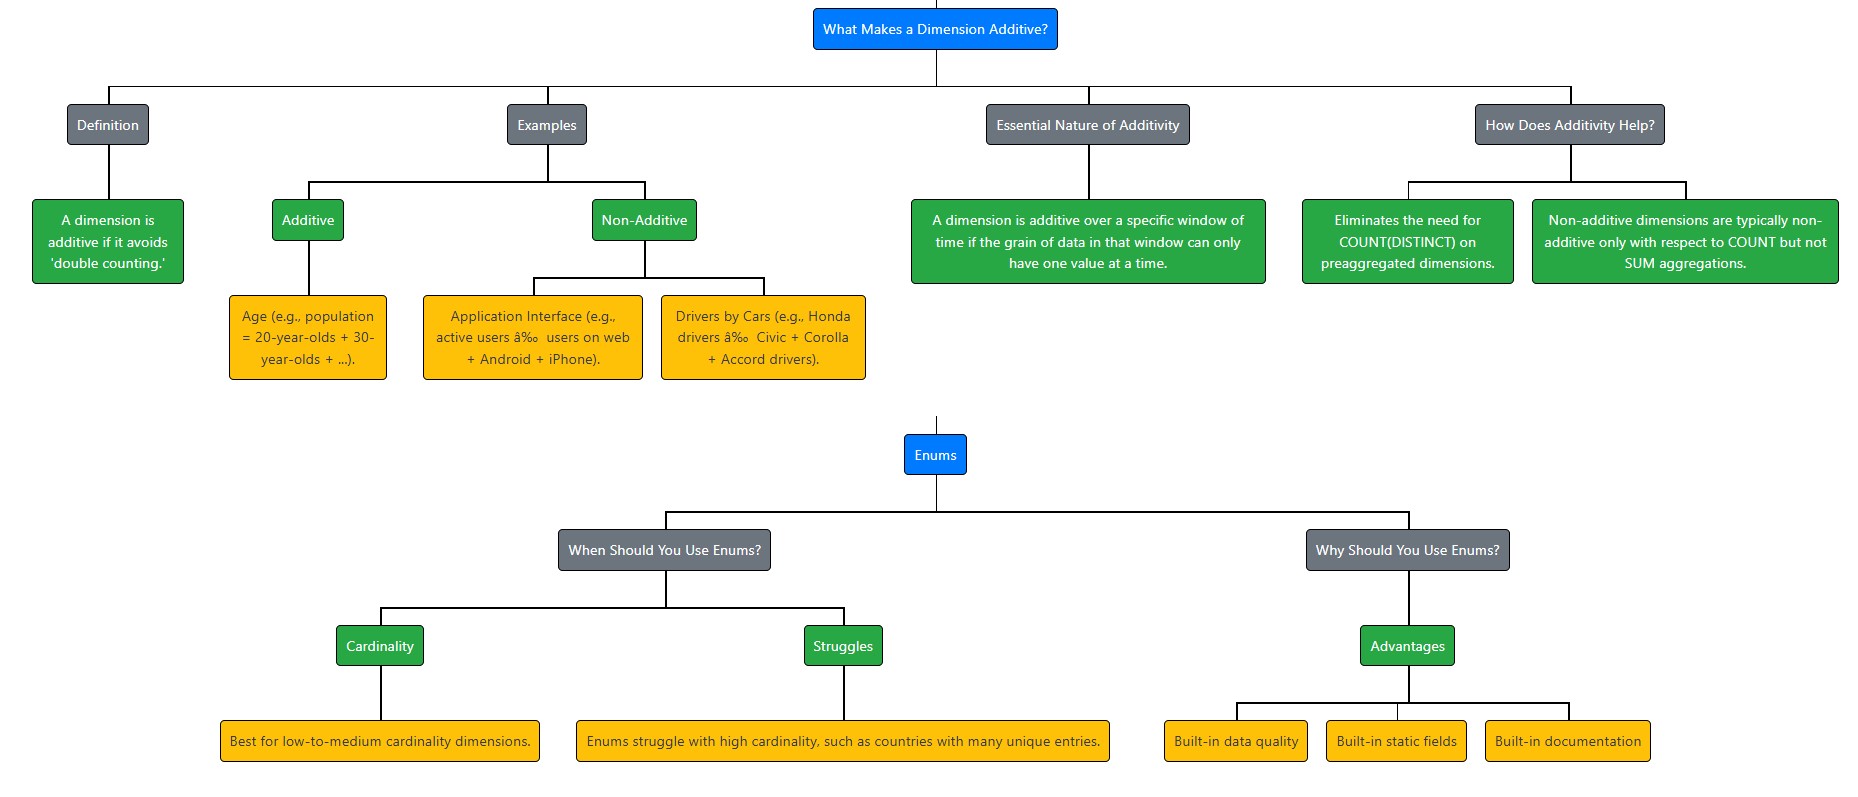 What Makes a Dimension Additive?
Definition
Examples
Essential Nature of Additivity
How Does Additivity Help?
A dimension is
additive if it avoids
'double counting.'
Additive
Non-Additive
A dimension is additive over a specific window of
time if the grain of data in that window can only
have one value at a time.
Eliminates the need for
COUNT(DISTINCT) on
preaggregated dimensions.
Non-additive dimensions are typically non-
additive only with respect to COUNT but not
SUM aggregations.
Age (e.g., population
= 20-year-olds + 30-
year-olds + ...).
Application Interface (e.g.,
active users â‰  users on web
+ Android + iPhone).
Drivers by Cars (e.g., Honda
drivers â‰  Civic + Corolla
+ Accord drivers).
Enums
When Should You Use Enums?
Why Should You Use Enums?
Cardinality
Struggles
Advantages
Best for low-to-medium cardinality dimensions.
Enums struggle with high cardinality, such as countries with many unique entries.
Built-in data quality
Built-in static fields
Built-in documentation